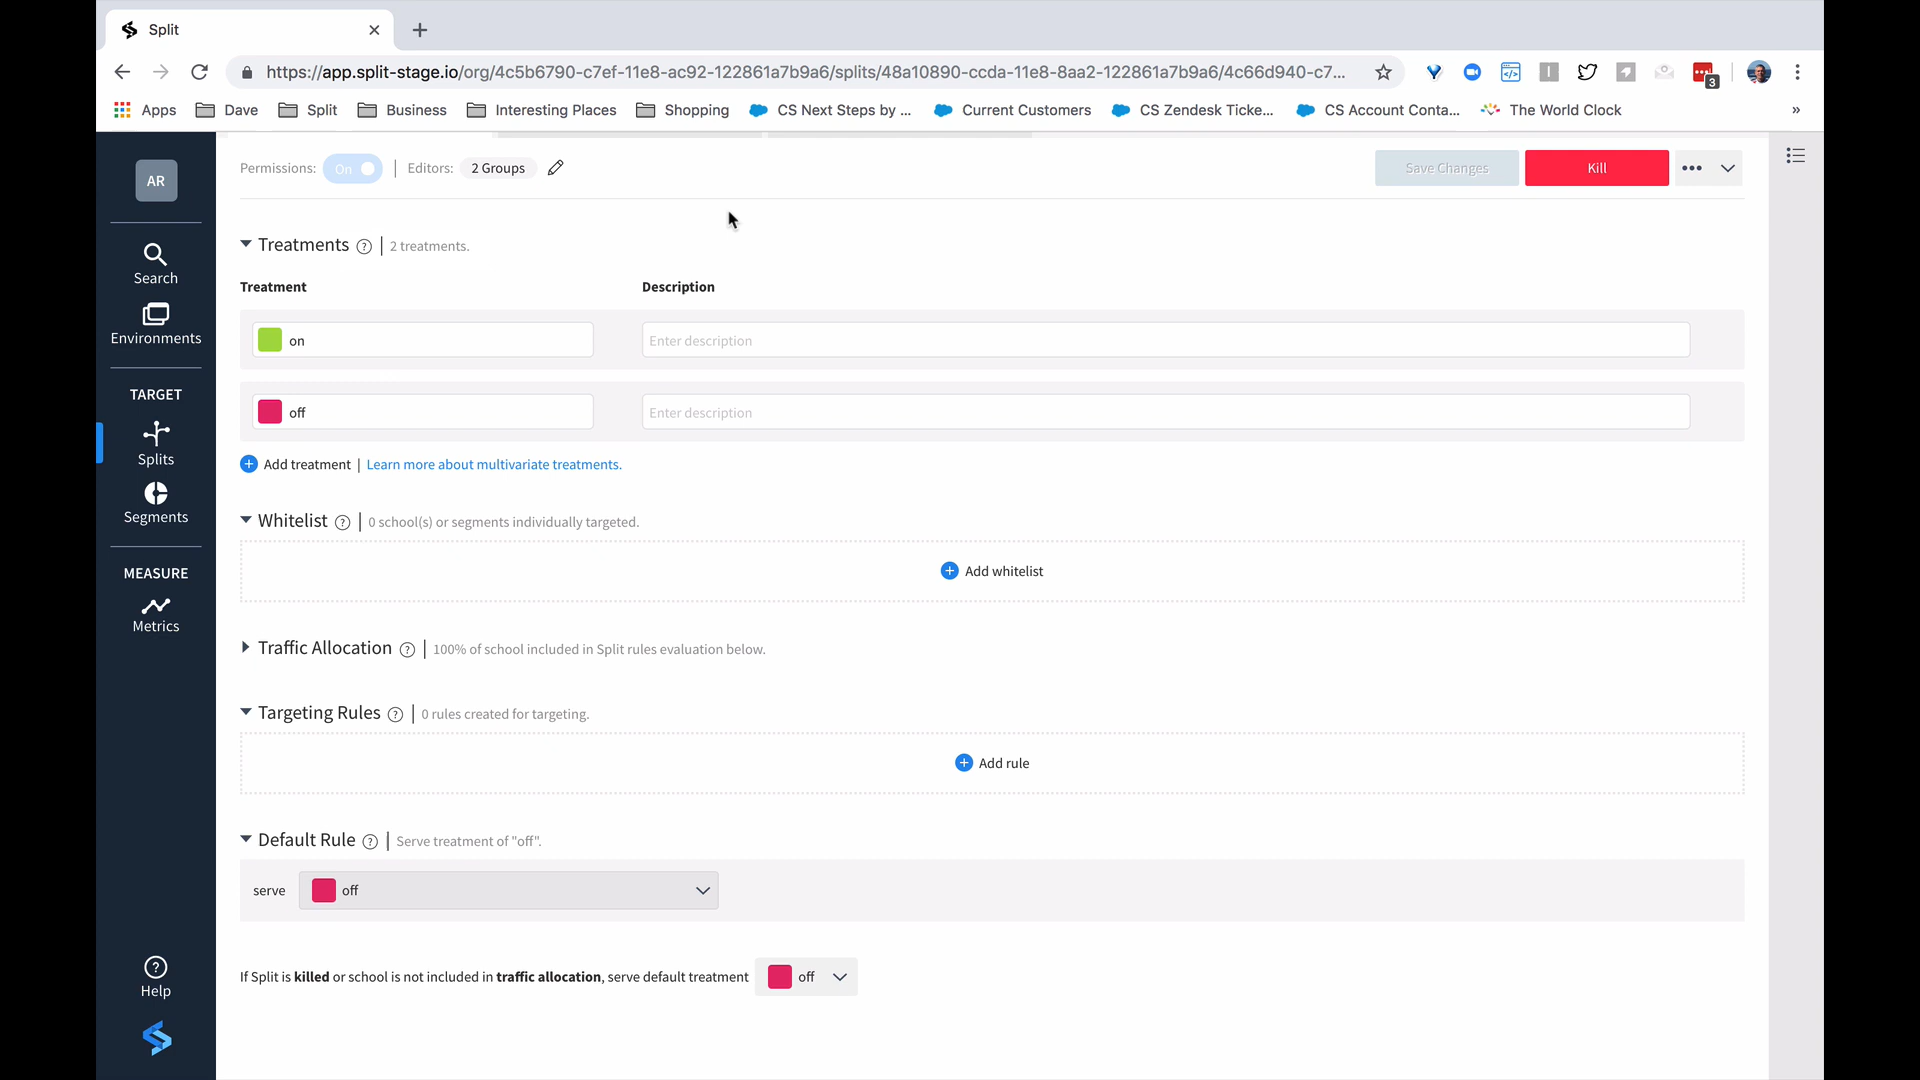 Split
https://app.split-stage.io/org/4c5b6790-c7ef-11e8-ac92-122861a7b9a6/splits/48a10890-ccda-11e8-8aa2-122861a7b9a6/4c66d940-c7...
3
Apps Dave Split Business Interesting Places Shopping CS Next Steps by ... Current Customers CS Zendesk Ticke... CS Account Conta... The World Clock »
AR
Search
Environments
TARGET
Splits
Segments
MEASURE
Metrics
Help
Permissions: On | Editors: 2 Groups
Save Changes
Kill
Treatments ? | 2 treatments.
Treatment Description
on Enter description
off Enter description
Add treatment | Learn more about multivariate treatments.
Whitelist ? | 0 school(s) or segments individually targeted.
Add whitelist
Traffic Allocation ? | 100% of school included in Split rules evaluation below.
Targeting Rules ? | 0 rules created for targeting.
Add rule
Default Rule ? | Serve treatment of "off".
serve off
If Split is killed or school is not included in traffic allocation, serve default treatment off